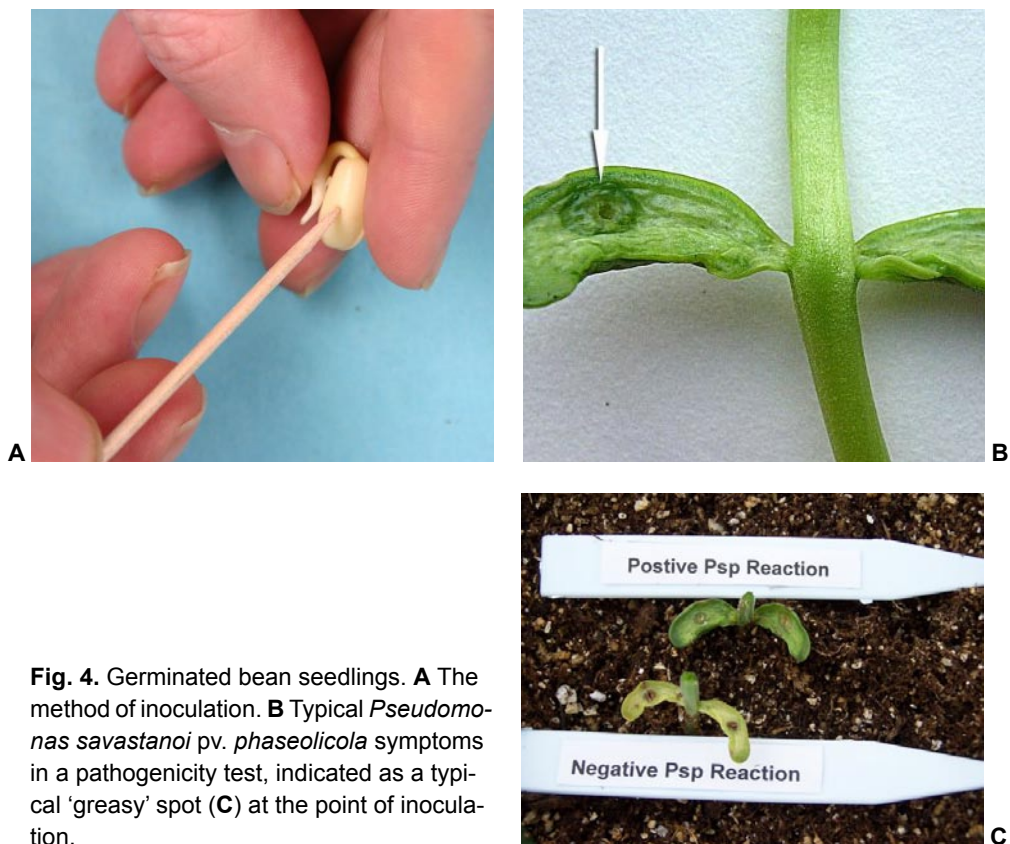 A
B
Postive Psp Reaction
Negative Psp Reaction
C
Fig. 4. Germinated bean seedlings. A The
method of inoculation. B Typical Pseudomo-
nas savastanoi pv. phaseolicola symptoms
in a pathogenicity test, indicated as a typi-
cal ‘greasy’ spot (C) at the point of inocula-
tion.